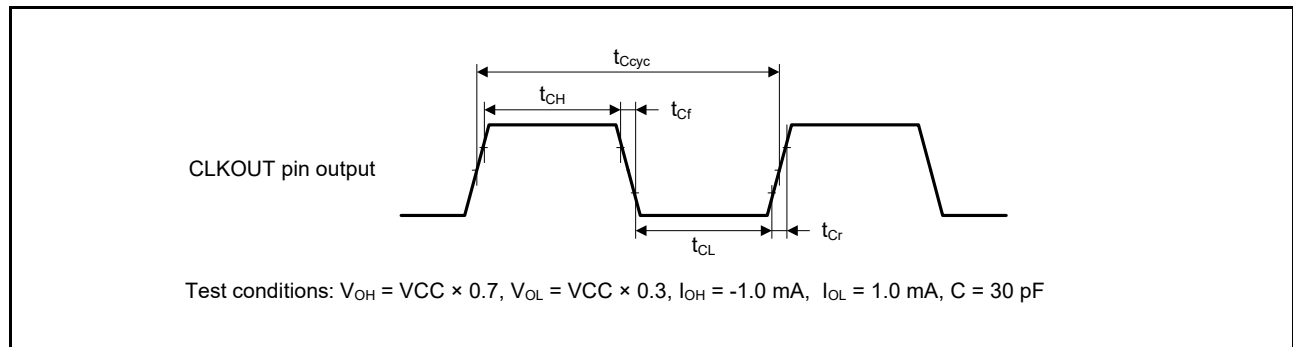 tCcyc
tCH
tCf
CLKOUT pin output
tCL
tCr
Test conditions: VOH = VCC × 0.7, VOL = VCC × 0.3, IOH = -1.0 mA, IOL = 1.0 mA, C = 30 pF